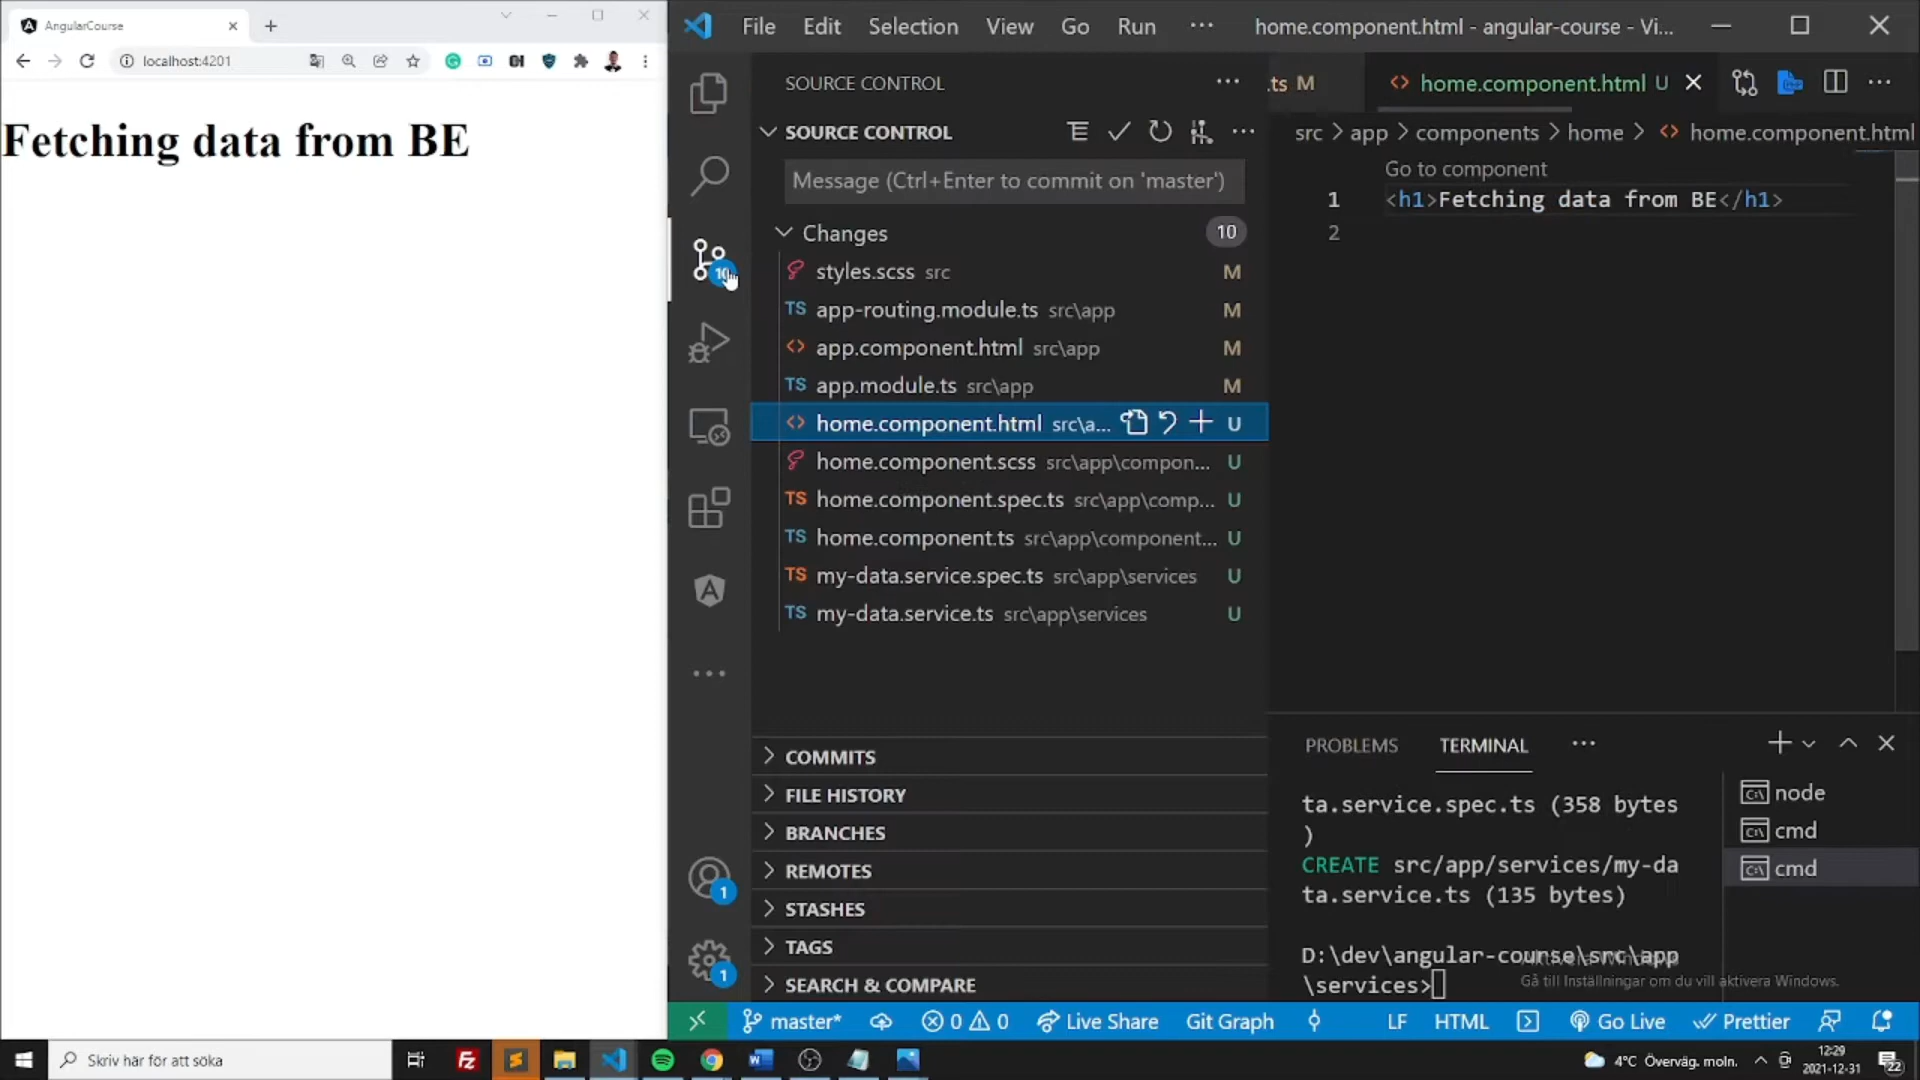 AngularCourse
localhost:4201
Fetching data from BE
File Edit Selection View Go Run ··· home.component.html - angular-course - Vi...
SOURCE CONTROL
SOURCE CONTROL
Message (Ctrl+Enter to commit on 'master')
Changes 10
styles.scss src M
app-routing.module.ts src\app M
app.component.html src\app M
app.module.ts src\app M
home.component.html src\a... U
home.component.scss src\app\compon... U
home.component.spec.ts src\app\comp... U
home.component.ts src\app\component... U
my-data.service.spec.ts src\app\services U
my-data.service.ts src\app\services U
COMMITS
FILE HISTORY
BRANCHES
REMOTES
STASHES
TAGS
SEARCH & COMPARE
10
1
1
.ts M home.component.html U
src > app > components > home > home.component.html
Go to component
1 <h1>Fetching data from BE</h1>
2
PROBLEMS TERMINAL ···
ta.service.spec.ts (358 bytes
)
CREATE src/app/services/my-da
ta.service.ts (135 bytes)
D:\dev\angular-course\src\app
\services>
node
cmd
cmd
Aktivera Windows
Gå till Inställningar om du vill aktivera Windows.
master* 0 0 Live Share Git Graph LF HTML Go Live Prettier
Skriv här för att söka
4°C Överväg. moln.
12:29
2021-12-31
22